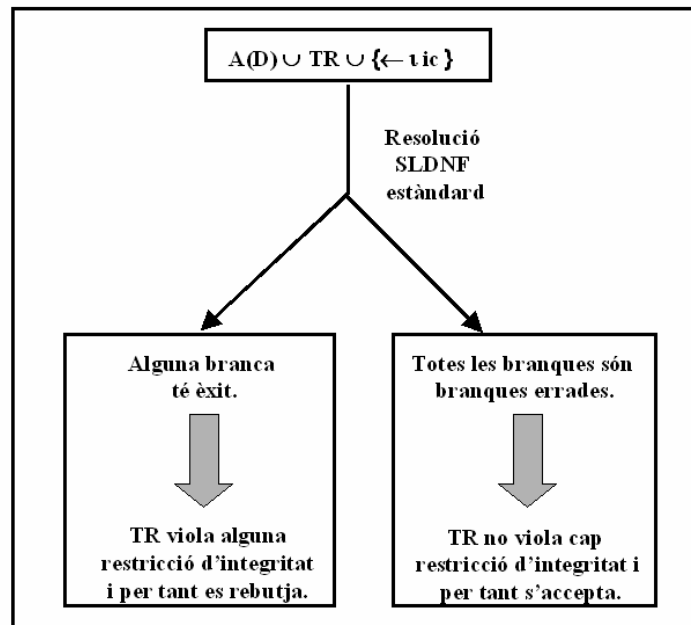 A(D) ∪ TR ∪ {← ιic }
Resolució
SLDNF
estàndard
Alguna branca
té èxit.
TR viola alguna
restricció d'integritat
i per tant es rebutja.
Totes les branques són
branques errades.
TR no viola cap
restricció d'integritat i
per tant s'accepta.